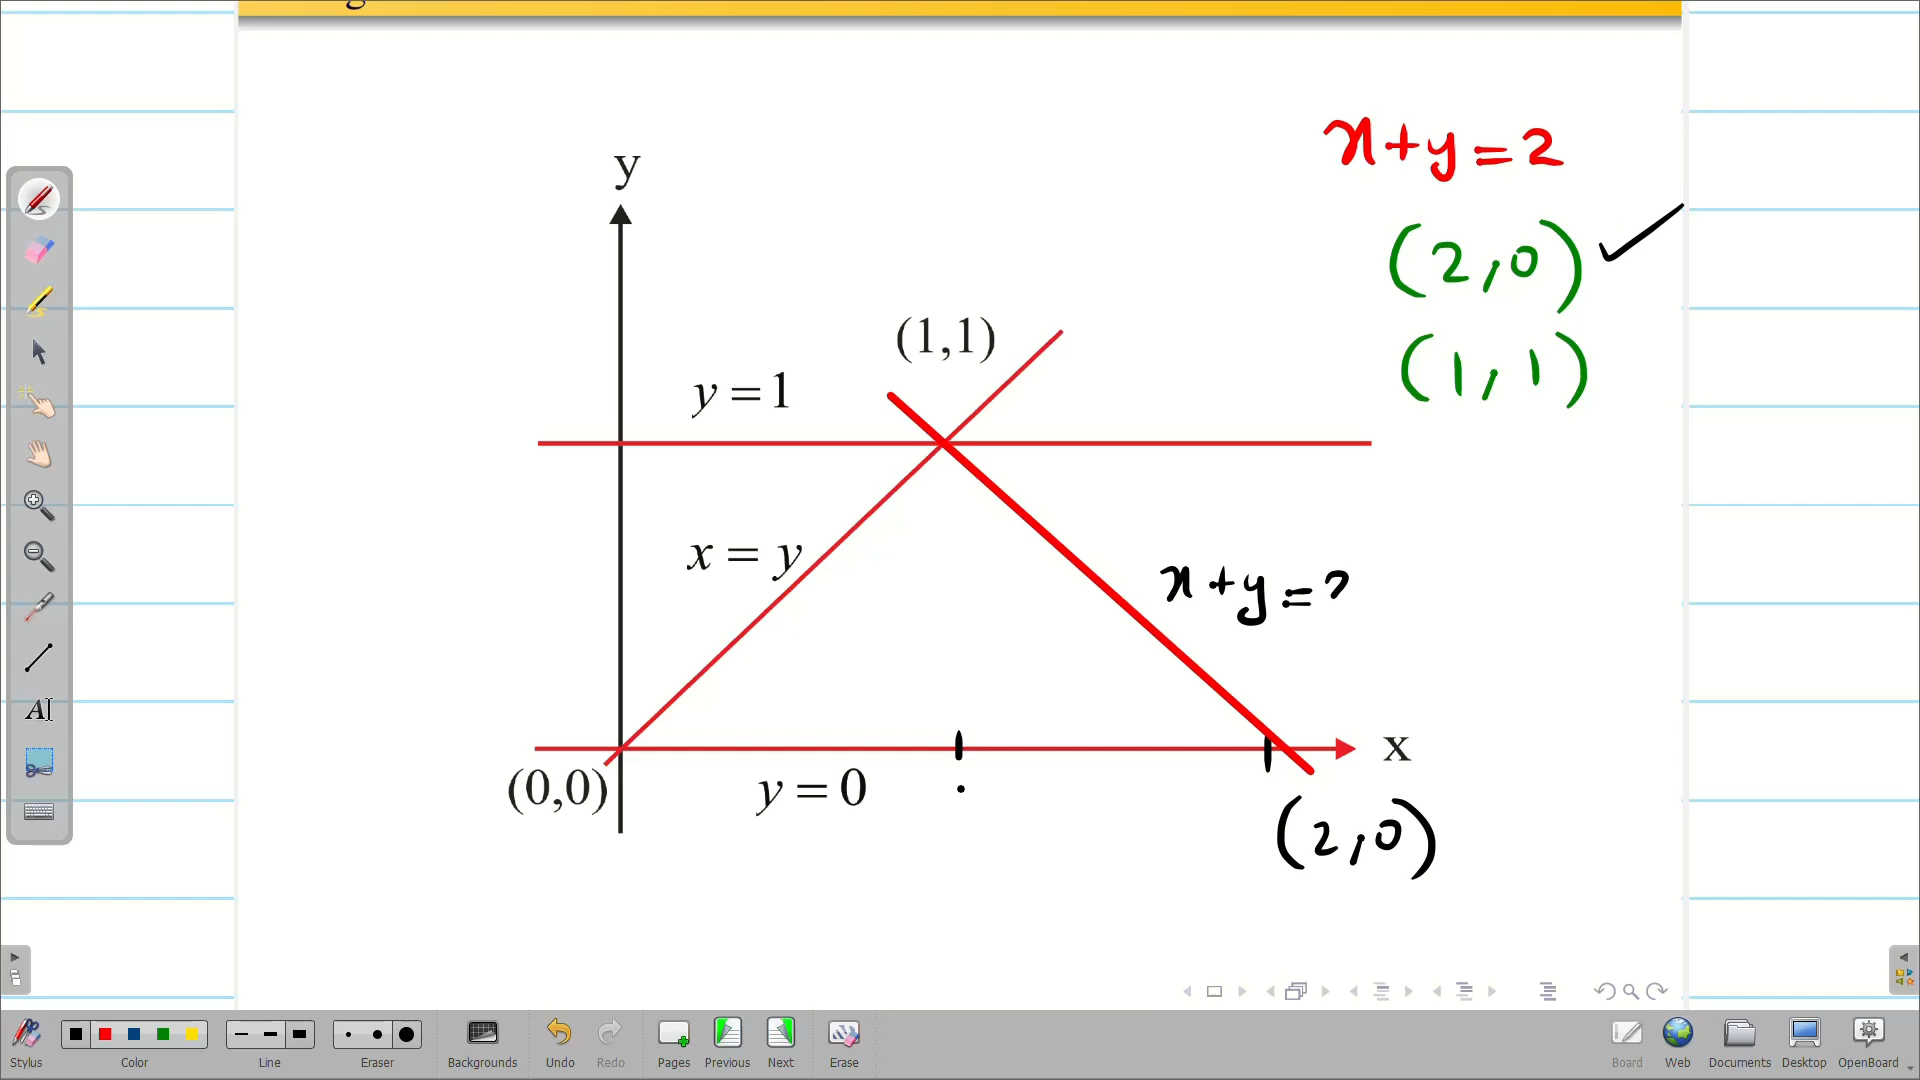 x+y=2
y
(2,0)
(1,1)
(1,1)
y = 1
x = y
x+y=2
x
(0,0)
y = 0
(2,0)
A
Stylus
Color
Line
Eraser
Backgrounds
Undo
Redo
Pages
Previous
Next
Erase
Board
Web
Documents
Desktop
OpenBoard